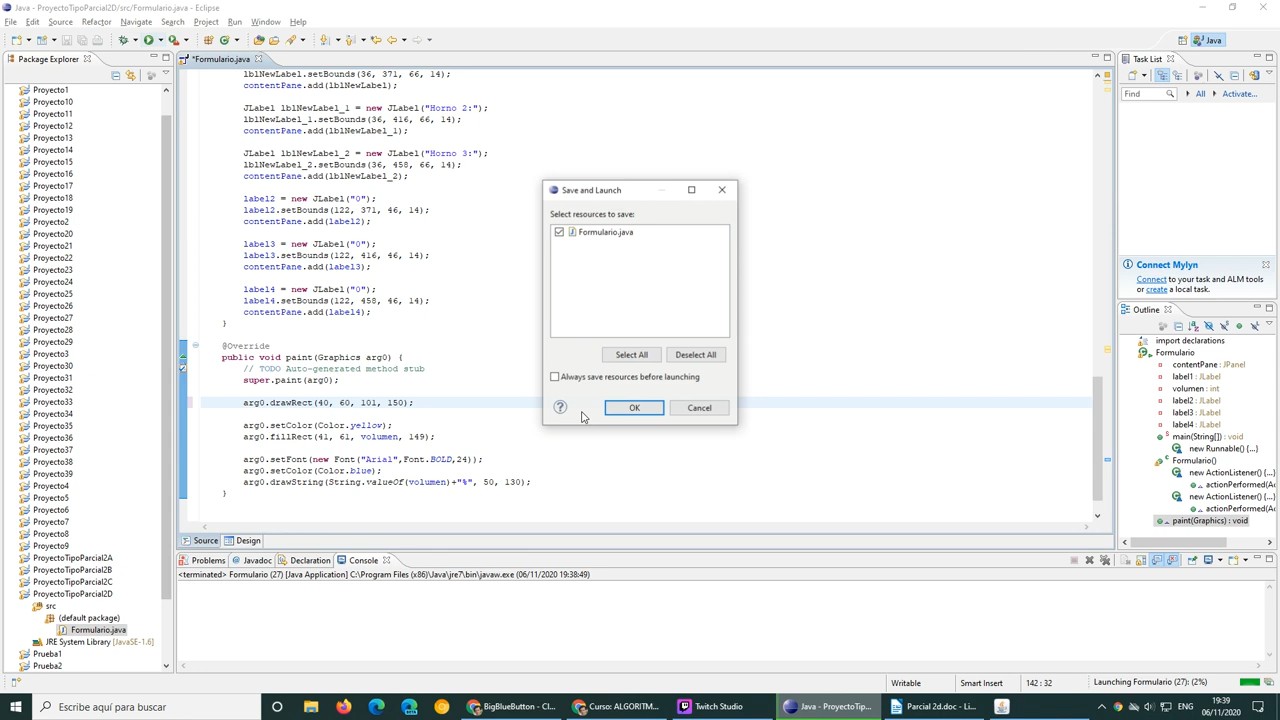 Java - ProyectoTipoParcial2D/src/Formulario.java - Eclipse
File Edit Source Refactor Navigate Search Project Run Window Help
Java
Package Explorer
Proyecto1
Proyecto10
Proyecto11
Proyecto12
Proyecto13
Proyecto14
Proyecto15
Proyecto16
Proyecto17
Proyecto18
Proyecto19
Proyecto2
Proyecto20
Proyecto21
Proyecto22
Proyecto23
Proyecto24
Proyecto25
Proyecto26
Proyecto27
Proyecto28
Proyecto29
Proyecto3
Proyecto30
Proyecto31
Proyecto32
Proyecto33
Proyecto34
Proyecto35
Proyecto36
Proyecto37
Proyecto38
Proyecto39
Proyecto4
Proyecto5
Proyecto6
Proyecto7
Proyecto8
Proyecto9
ProyectoTipoParcial2A
ProyectoTipoParcial2B
ProyectoTipoParcial2C
ProyectoTipoParcial2D
src
(default package)
Formulario.java
JRE System Library [JavaSE-1.6]
Prueba1
Prueba2
*Formulario.java
lblNewLabel.setBounds(36, 371, 66, 14);
contentPane.add(lblNewLabel);
JLabel lblNewLabel_1 = new JLabel("Horno 2:");
lblNewLabel_1.setBounds(36, 416, 66, 14);
contentPane.add(lblNewLabel_1);
JLabel lblNewLabel_2 = new JLabel("Horno 3:");
lblNewLabel_2.setBounds(36, 458, 66, 14);
contentPane.add(lblNewLabel_2);
label2 = new JLabel("0");
label2.setBounds(122, 371, 46, 14);
contentPane.add(label2);
label3 = new JLabel("0");
label3.setBounds(122, 416, 46, 14);
contentPane.add(label3);
label4 = new JLabel("0");
label4.setBounds(122, 458, 46, 14);
contentPane.add(label4);
}
@Override
public void paint(Graphics arg0) {
// TODO Auto-generated method stub
super.paint(arg0);
arg0.drawRect(40, 60, 101, 150);
arg0.setColor(Color.yellow);
arg0.fillRect(41, 61, volumen, 149);
arg0.setFont(new Font("Arial",Font.BOLD,24));
arg0.setColor(Color.blue);
arg0.drawString(String.valueOf(volumen)+"%", 50, 130);
}
Source Design
Save and Launch
Select resources to save:
Formulario.java
Select All Deselect All
Always save resources before launching
? OK Cancel
Task List
Find All Activate...
Connect Mylyn
Connect to your task and ALM tools
or create a local task.
Outline
import declarations
Formulario
contentPane : JPanel
label1 : JLabel
volumen : int
label2 : JLabel
label3 : JLabel
label4 : JLabel
main(String[]) : void
new Runnable() {...}
Formulario()
new ActionListener() {...}
actionPerformed(Ac
new ActionListener() {...}
actionPerformed(Ac
paint(Graphics) : void
Problems Javadoc Declaration Console
<terminated> Formulario (27) [Java Application] C:\Program Files (x86)\Java\jre7\bin\javaw.exe (06/11/2020 19:38:49)
Writable Smart Insert 142 : 32 Launching Formulario (27): (2%)
Escribe aquí para buscar
BigBlueButton - Cl... Curso: ALGORITM... Twitch Studio Java - ProyectoTip... Parcial 2d.doc - Li...
19:39
06/11/2020